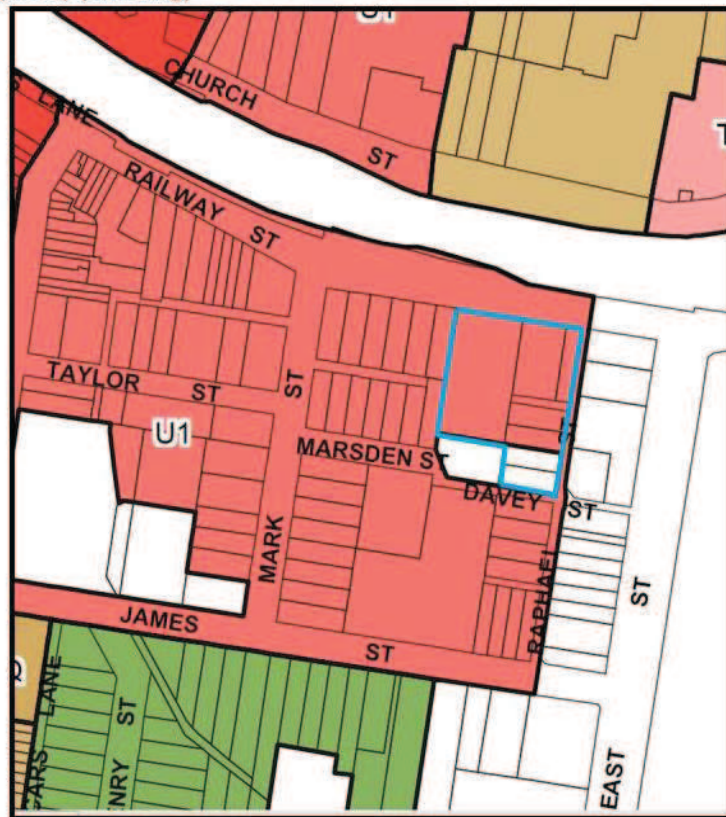 CHURCH
ST
LANE
RAILWAY
ST
TAYLOR
ST
ST
U1
MARSDEN ST
DAVEY
ST
MARK
RAPHAEL
ST
JAMES
ST
LANE
ST
EAST